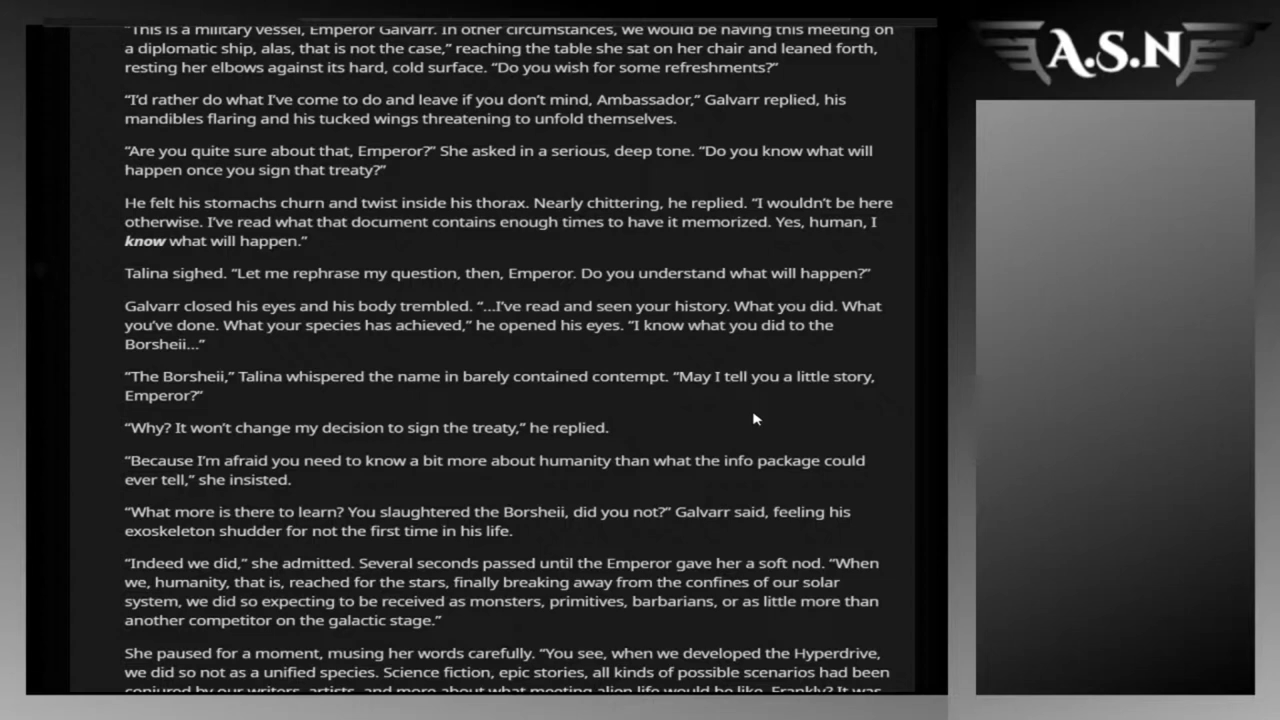 "This is a military vessel, Emperor Galvarr. In other circumstances, we would be having this meeting on
a diplomatic ship, alas, that is not the case,” reaching the table she sat on her chair and leaned forth,
resting her elbows against its hard, cold surface. “Do you wish for some refreshments?”
“I’d rather do what I’ve come to do and leave if you don’t mind, Ambassador,” Galvarr replied, his
mandibles flaring and his tucked wings threatening to unfold themselves.
“Are you quite sure about that, Emperor?” She asked in a serious, deep tone. “Do you know what will
happen once you sign that treaty?”
He felt his stomachs churn and twist inside his thorax. Nearly chittering, he replied. “I wouldn’t be here
otherwise. I’ve read what that document contains enough times to have it memorized. Yes, human, I
know what will happen.”
Talina sighed. “Let me rephrase my question, then, Emperor. Do you understand what will happen?”
Galvarr closed his eyes and his body trembled. “…I’ve read and seen your history. What you did. What
you’ve done. What your species has achieved,” he opened his eyes. “I know what you did to the
Borsheii…”
“The Borsheii,” Talina whispered the name in barely contained contempt. “May I tell you a little story,
Emperor?”
“Why? It won’t change my decision to sign the treaty,” he replied.
“Because I’m afraid you need to know a bit more about humanity than what the info package could
ever tell,” she insisted.
“What more is there to learn? You slaughtered the Borsheii, did you not?” Galvarr said, feeling his
exoskeleton shudder for not the first time in his life.
“Indeed we did,” she admitted. Several seconds passed until the Emperor gave her a soft nod. “When
we, humanity, that is, reached for the stars, finally breaking away from the confines of our solar
system, we did so expecting to be received as monsters, primitives, barbarians, or as little more than
another competitor on the galactic stage.”
She paused for a moment, musing her words carefully. “You see, when we developed the Hyperdrive,
we did so not as a unified species. Science fiction, epic stories, all kinds of possible scenarios had been
conjured by our writers, artists, and more about what meeting alien life would be like. Frankly? It was
A.S.N